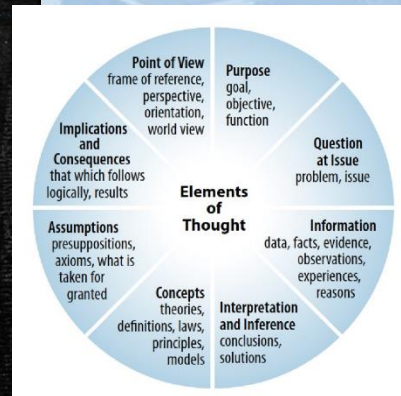 Point of View
frame of reference,
perspective,
orientation,
world view
Purpose
goal,
objective,
function
Question
at Issue
problem, issue
Information
data, facts, evidence,
observations,
experiences,
reasons
Interpretation
and Inference
conclusions,
solutions
Concepts
theories,
definitions, laws,
principles,
models
Assumptions
presuppositions,
axioms, what is
taken for
granted
Implications
and
Consequences
that which follows
logically, results
Elements
of
Thought